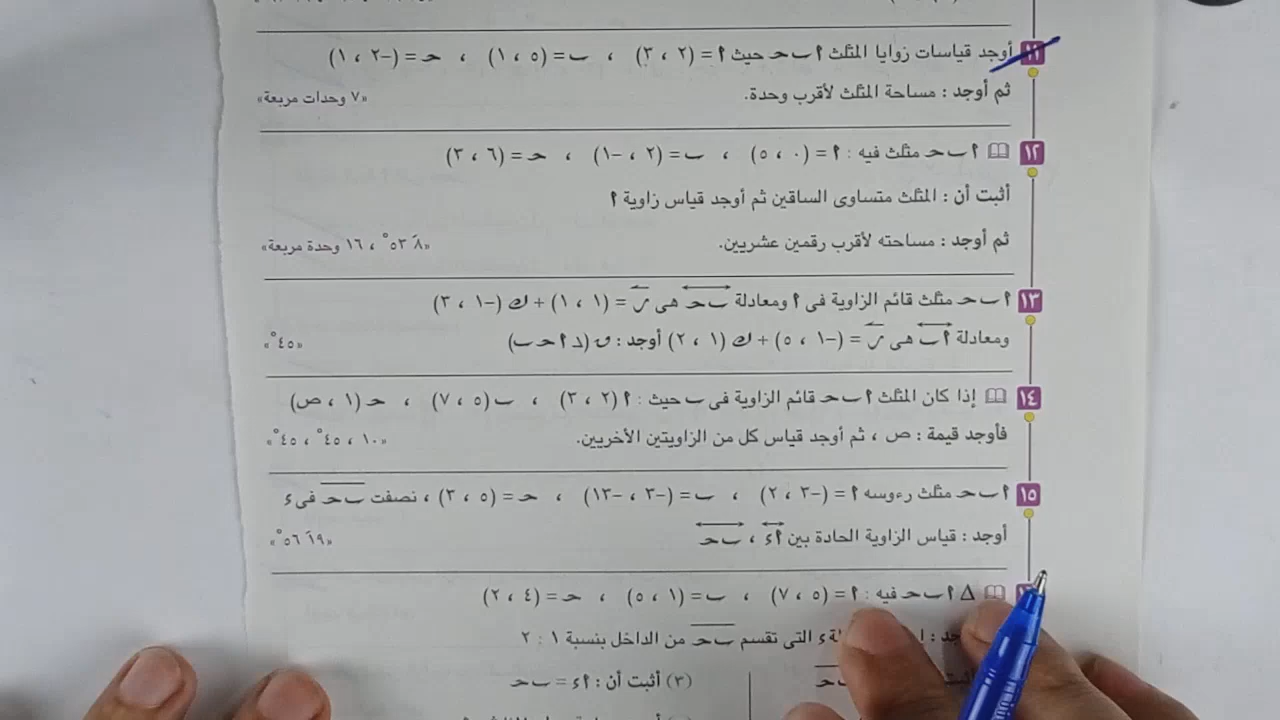 ١١ أوجد قياسات زوايا المثلث أ ب حـ حيث أ = (٢ ، ٣) ، ب = (٥ ، ١) ، حـ = (-٢ ، ١)
ثم أوجد : مساحة المثلث لأقرب وحدة. «٧ وحدات مربعة»
١٢ أ ب حـ مثلث فيه : أ = (٠ ، ٥) ، ب = (٢ ، -١) ، حـ = (٦ ، ٣)
أثبت أن : المثلث متساوى الساقين ثم أوجد قياس زاوية أ
ثم أوجد : مساحته لأقرب رقمين عشريين. «٨َ ٥٣° ، ١٦ وحدة مربعة»
١٣ أ ب حـ مثلث قائم الزاوية فى أ ومعادلة ب حـ هى ر = (١ ، ١) + ك (-١ ، ٣)
ومعادلة أ ب هى ر = (-١ ، ٥) + ك (١ ، ٢) أوجد : ق (د أ حـ ب) «٤٥°»
١٤ إذا كان المثلث أ ب حـ قائم الزاوية فى ب حيث : أ (٢ ، ٣) ، ب (٥ ، ٧) ، حـ (١ ، ص)
فأوجد قيمة : ص ، ثم أوجد قياس كل من الزاويتين الأخريين. «١٠ ، ٤٥° ، ٤٥°»
١٥ أ ب حـ مثلث رءوسه أ = (-٣ ، ٢) ، ب = (-٣ ، -١٣) ، حـ = (٥ ، ٣) ، نصفت ب حـ فى ء
أوجد : قياس الزاوية الحادة بين أ ء ، ب حـ «١٩َ ٥٦°»
Δ أ ب حـ فيه : أ = (٥ ، ٧) ، ب = (١ ، ٥) ، حـ = (٤ ، ٢)
ء التى تقسم ب حـ من الداخل بنسبة ١ : ٢
(٣) أثبت أن : أ ء = ب حـ